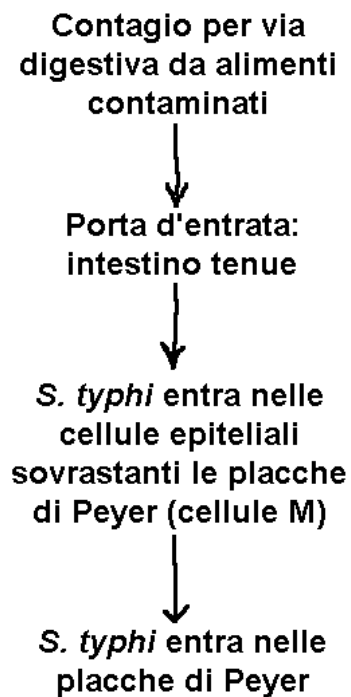 Contagio per via
digestiva da alimenti
contaminati
Porta d'entrata:
intestino tenue
S. typhi entra nelle
cellule epiteliali
sovrastanti le placche
di Peyer (cellule M)
S. typhi entra nelle
placche di Peyer